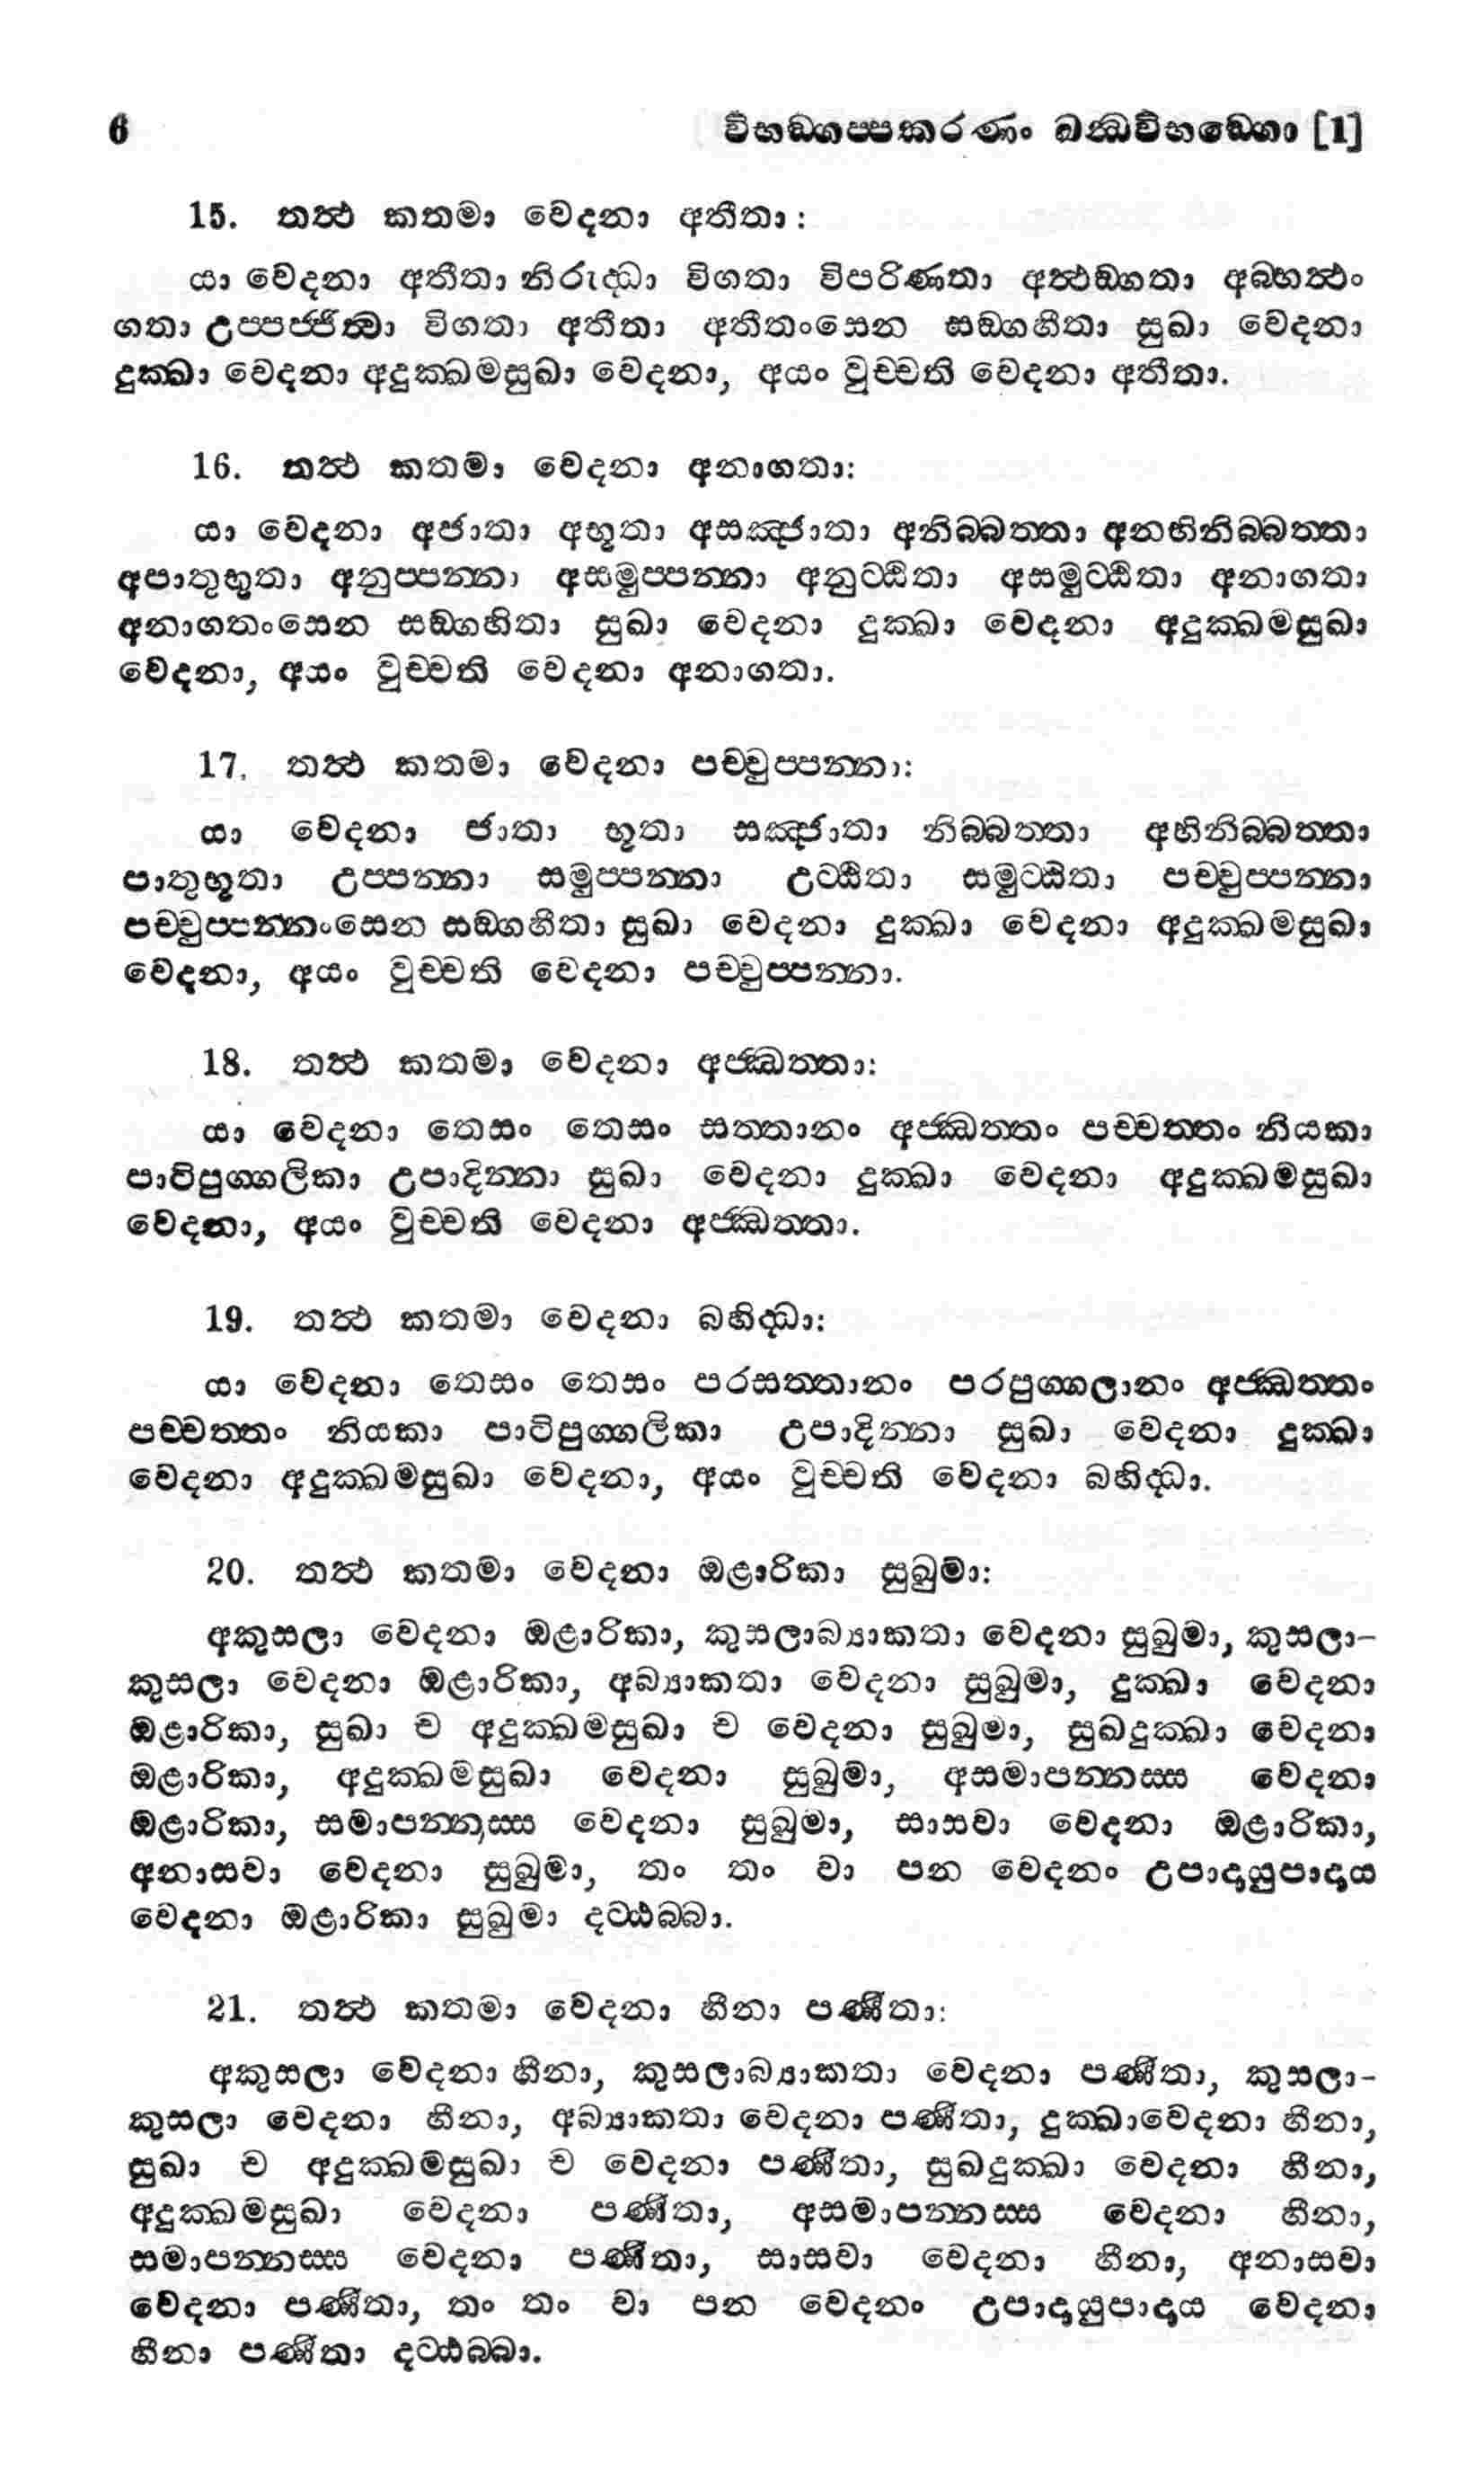 6 විභඞ්ගප්පකරණං ඛන්ධවිභඞ්ගො [1]
15. තත්ථ කතමා වෙදනා අතීතා:
යා වෙදනා අතීතා නිරුද්ධා විගතා විපරිණතා අත්ථඞ්ගතා අබ්භත්ථං
ගතා උප්පජ්ජිත්වා විගතා අතීතා අතීතංසෙන සඞ්ගහීතා සුඛා වෙදනා
දුක්ඛා වෙදනා අදුක්ඛමසුඛා වෙදනා, අයං වුච්චති වෙදනා අතීතා.
16. තත්ථ කතමා වෙදනා අනාගතා:
යා වෙදනා අජාතා අභූතා අසඤ්ජාතා අනිබ්බත්තා අනභිනිබ්බත්තා
අපාතුභූතා අනුප්පන්නා අසමුප්පන්නා අනුට්ඨිතා අසමුට්ඨිතා අනාගතා
අනාගතංසෙන සඞ්ගහිතා සුඛා වෙදනා දුක්ඛා වෙදනා අදුක්ඛමසුඛා
වෙදනා, අයං වුච්චති වෙදනා අනාගතා.
17. තත්ථ කතමා වෙදනා පච්චුප්පන්නා:
යා වෙදනා ජාතා භූතා සඤ්ජාතා නිබ්බත්තා අභිනිබ්බත්තා
පාතුභූතා උප්පන්නා සමුප්පන්නා උට්ඨිතා සමුට්ඨිතා පච්චුප්පන්නා
පච්චුප්පන්නංසෙන සඞ්ගහීතා සුඛා වෙදනා දුක්ඛා වෙදනා අදුක්ඛමසුඛා
වෙදනා, අයං වුච්චති වෙදනා පච්චුප්පන්නා.
18. තත්ථ කතමා වෙදනා අජ්ඣත්තා:
යා වෙදනා තෙසං තෙසං සත්තානං අජ්ඣත්තං පච්චත්තං නියකා
පාටිපුග්ගලිකා උපාදින්නා සුඛා වෙදනා දුක්ඛා වෙදනා අදුක්ඛමසුඛා
වෙදනා, අයං වුච්චති වෙදනා අජ්ඣත්තා.
19. තත්ථ කතමා වෙදනා බහිද්ධා:
යා වෙදනා තෙසං තෙසං පරසත්තානං පරපුග්ගලානං අජ්ඣත්තං
පච්චත්තං නියකා පාටිපුග්ගලිකා උපාදින්නා සුඛා වෙදනා දුක්ඛා
වෙදනා අදුක්ඛමසුඛා වෙදනා, අයං වුච්චති වෙදනා බහිද්ධා.
20. තත්ථ කතමා වෙදනා ඔළාරිකා සුඛුමා:
අකුසලා වෙදනා ඔළාරිකා, කුසලාබ්‍යාකතා වෙදනා සුඛුමා, කුසලා-
කුසලා වෙදනා ඔළාරිකා, අබ්‍යාකතා වෙදනා සුඛුමා, දුක්ඛා වෙදනා
ඔළාරිකා, සුඛා ච අදුක්ඛමසුඛා ච වෙදනා සුඛුමා, සුඛදුක්ඛා වෙදනා
ඔළාරිකා, අදුක්ඛමසුඛා වෙදනා සුඛුමා, අසමාපන්නස්ස වෙදනා
ඔළාරිකා, සමාපන්නස්ස වෙදනා සුඛුමා, සාසවා වෙදනා ඔළාරිකා,
අනාසවා වෙදනා සුඛුමා, තං තං වා පන වෙදනං උපාදායුපාදාය
වෙදනා ඔළාරිකා සුඛුමා දට්ඨබ්බා.
21. තත්ථ කතමා වෙදනා හීනා පණීතා:
අකුසලා වෙදනා හීනා, කුසලාබ්‍යාකතා වෙදනා පණීතා, කුසලා-
කුසලා වෙදනා හීනා, අබ්‍යාකතා වෙදනා පණීතා, දුක්ඛාවෙදනා හීනා,
සුඛා ච අදුක්ඛමසුඛා ච වෙදනා පණීතා, සුඛදුක්ඛා වෙදනා හීනා,
අදුක්ඛමසුඛා වෙදනා පණීතා, අසමාපන්නස්ස වෙදනා හීනා,
සමාපන්නස්ස වෙදනා පණීතා, සාසවා වෙදනා හීනා, අනාසවා
වෙදනා පණීතා, තං තං වා පන වෙදනං උපාදායුපාදාය වෙදනා
හීනා පණීතා දට්ඨබ්බා.